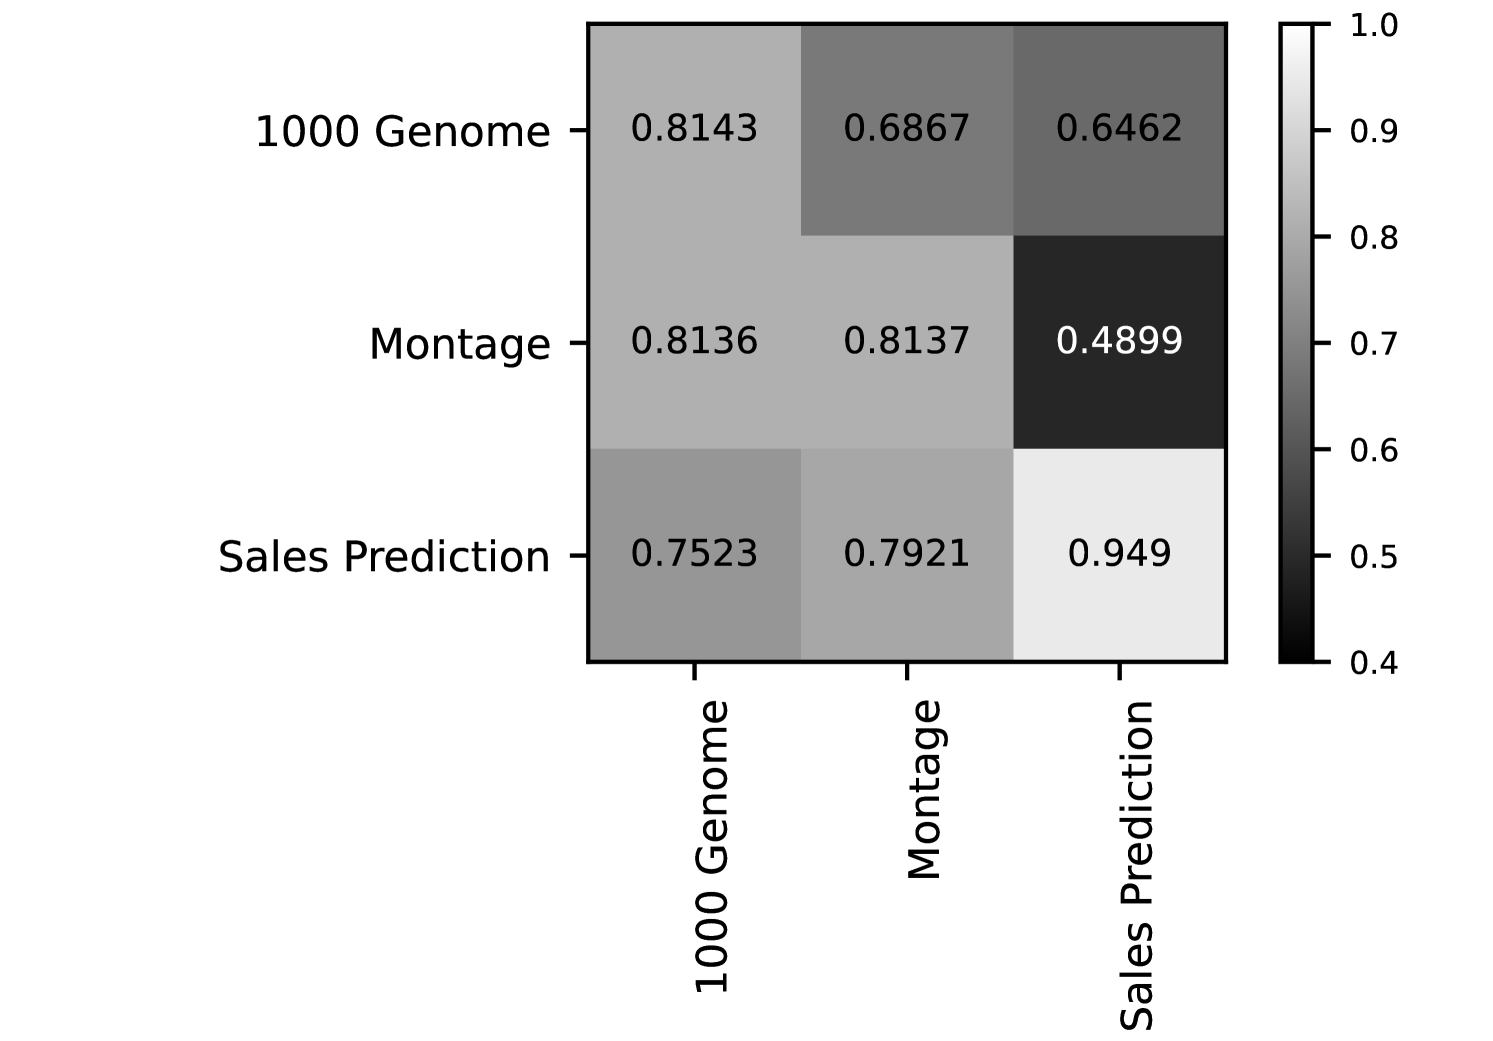 1000 Genome 0.8143 0.6867 0.6462
Montage 0.8136 0.8137 0.4899
Sales Prediction 0.7523 0.7921 0.949
1000 Genome
Montage
Sales Prediction
1.0
0.9
0.8
0.7
0.6
0.5
0.4